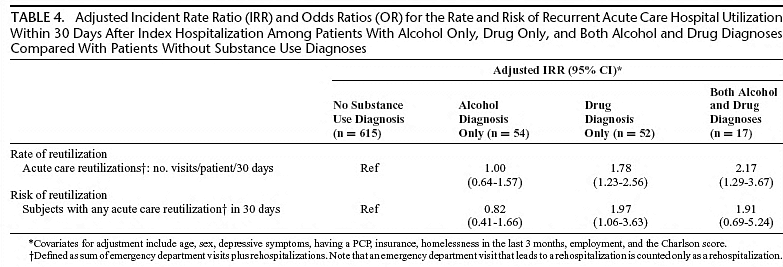 TABLE 4. Adjusted Incident Rate Ratio (IRR) and Odds Ratios (OR) for the Rate and Risk of Recurrent Acute Care Hospital Utilization
Within 30 Days After Index Hospitalization Among Patients With Alcohol Only, Drug Only, and Both Alcohol and Drug Diagnoses
Compared With Patients Without Substance Use Diagnoses
Adjusted IRR (95% CI)*
No Substance Use Diagnosis (n = 615) Alcohol Diagnosis Only (n = 54) Drug Diagnosis Only (n = 52) Both Alcohol and Drug Diagnoses (n = 17)
Rate of reutilization
Acute care reutilizations†: no. visits/patient/30 days Ref 1.00 1.78 2.17
(0.64-1.57) (1.23-2.56) (1.29-3.67)
Risk of reutilization
Subjects with any acute care reutilization† in 30 days Ref 0.82 1.97 1.91
(0.41-1.66) (1.06-3.63) (0.69-5.24)
*Covariates for adjustment include age, sex, depressive symptoms, having a PCP, insurance, homelessness in the last 3 months, employment, and the Charlson score.
†Defined as sum of emergency department visits plus rehospitalizations. Note that an emergency department visit that leads to a rehospitalization is counted only as a rehospitalization.